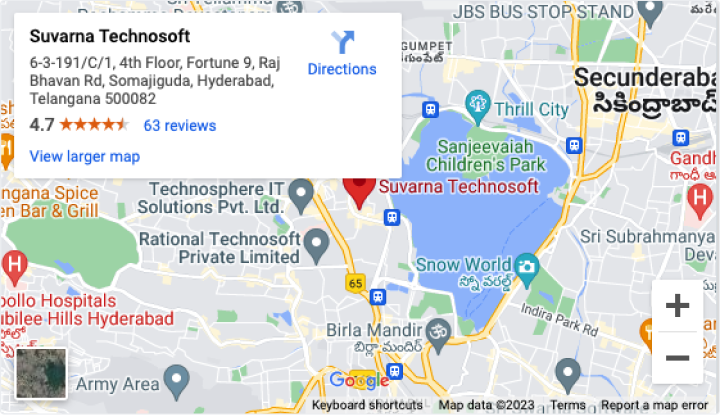 Sri Yellamma
JBS BUS STOP STAND
Suvarna Technosoft
6-3-191/C/1, 4th Floor, Fortune 9, Raj
Bhavan Rd, Somajiguda, Hyderabad,
Telangana 500082
4.7
63 reviews
View larger map
Directions
GUMPET
గుంపేట్
Secunderaba
సికింద్రాబాద్
Thrill City
Sanjeevaiah
Children's Park
Gandh
గాంధీ ఆ
angana Spice
en Bar & Grill
Technosphere IT
Solutions Pvt. Ltd.
Suvarna Technosoft
Rational Technosoft
Private Limited
Sri Subrahmanya
Deva
Snow World
స్నో వరల్డ్
65
pollo Hospitals
ubilee Hills Hyderabad
Indira Park Rd
Birla Mandir
బిర్లా మందిర్
Army Area
Google
+
−
Keyboard shortcuts
Map data ©2023
Terms
Report a map error